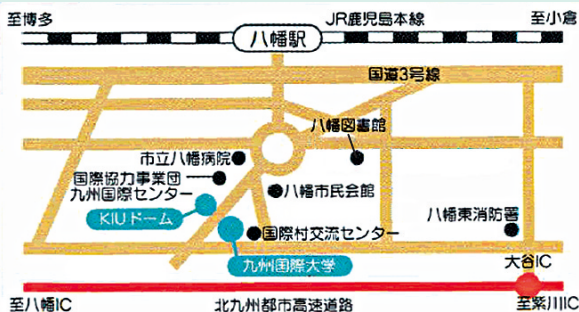 至博多
JR鹿児島本線
至小倉
八幡駅
国道3号線
八幡図書館
市立八幡病院
国際協力事業団
九州国際センター
八幡市民会館
KIUドーム
八幡東消防署
国際村交流センター
九州国際大学
大谷IC
至八幡IC
北九州都市高速道路
至紫川IC